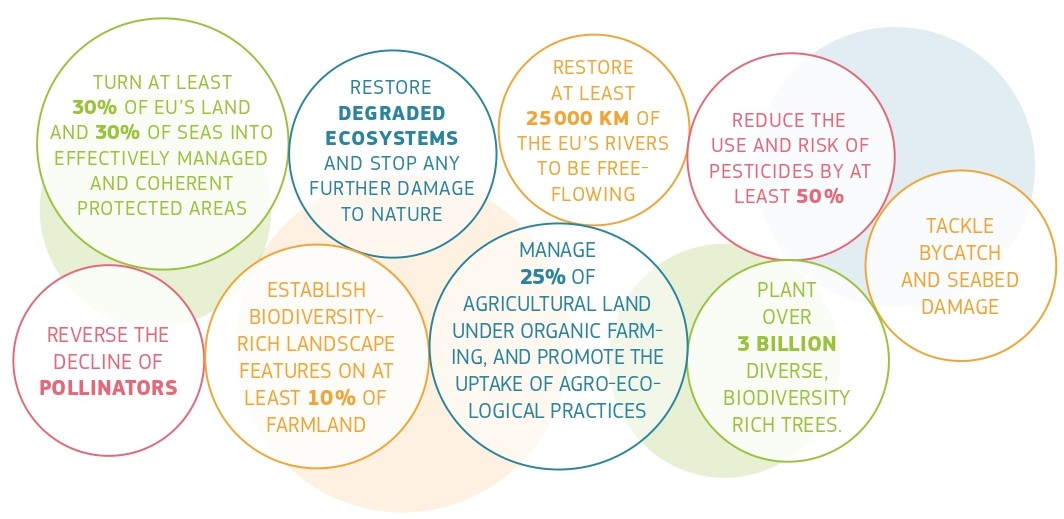 TURN AT LEAST
30% OF EU'S LAND
AND 30% OF SEAS INTO
EFFECTIVELY MANAGED
AND COHERENT
PROTECTED AREAS
RESTORE
DEGRADED
ECOSYSTEMS
AND STOP ANY
FURTHER DAMAGE
TO NATURE
RESTORE
AT LEAST
25000 KM OF
THE EU'S RIVERS
TO BE FREE-
FLOWING
REDUCE THE
USE AND RISK OF
PESTICIDES BY AT
LEAST 50%
TACKLE
BYCATCH
AND SEABED
DAMAGE
REVERSE THE
DECLINE OF
POLLINATORS
ESTABLISH
BIODIVERSITY-
RICH LANDSCAPE
FEATURES ON AT
LEAST 10% OF
FARMLAND
MANAGE
25% OF
AGRICULTURAL LAND
UNDER ORGANIC FARM-
ING, AND PROMOTE THE
UPTAKE OF AGRO-ECO-
LOGICAL PRACTICES
PLANT
OVER
3 BILLION
DIVERSE,
BIODIVERSITY
RICH TREES.